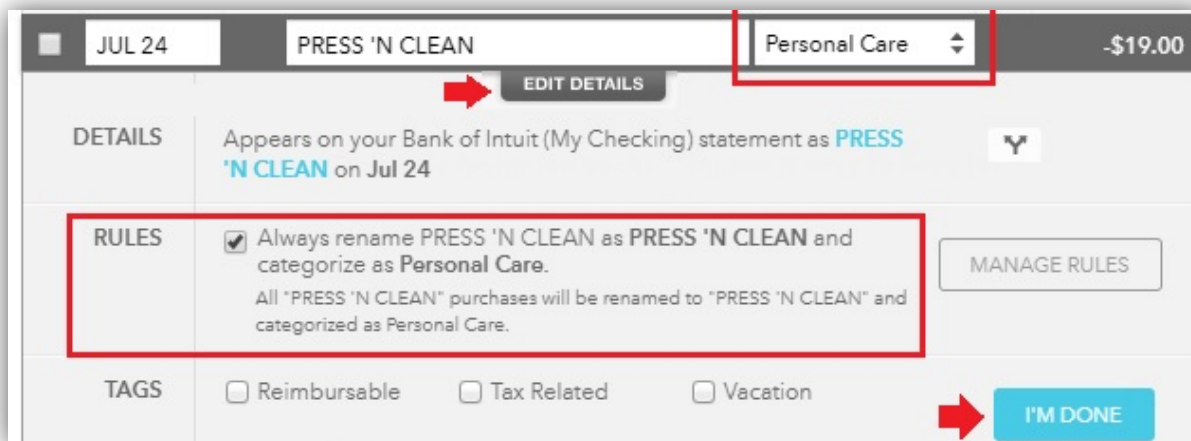 JUL 24 PRESS 'N CLEAN Personal Care -$19.00
EDIT DETAILS
DETAILS Appears on your Bank of Intuit (My Checking) statement as PRESS
'N CLEAN on Jul 24
RULES Always rename PRESS 'N CLEAN as PRESS 'N CLEAN and
categorize as Personal Care.
MANAGE RULES
All "PRESS 'N CLEAN" purchases will be renamed to "PRESS 'N CLEAN" and
categorized as Personal Care.
TAGS Reimbursable Tax Related Vacation
I'M DONE